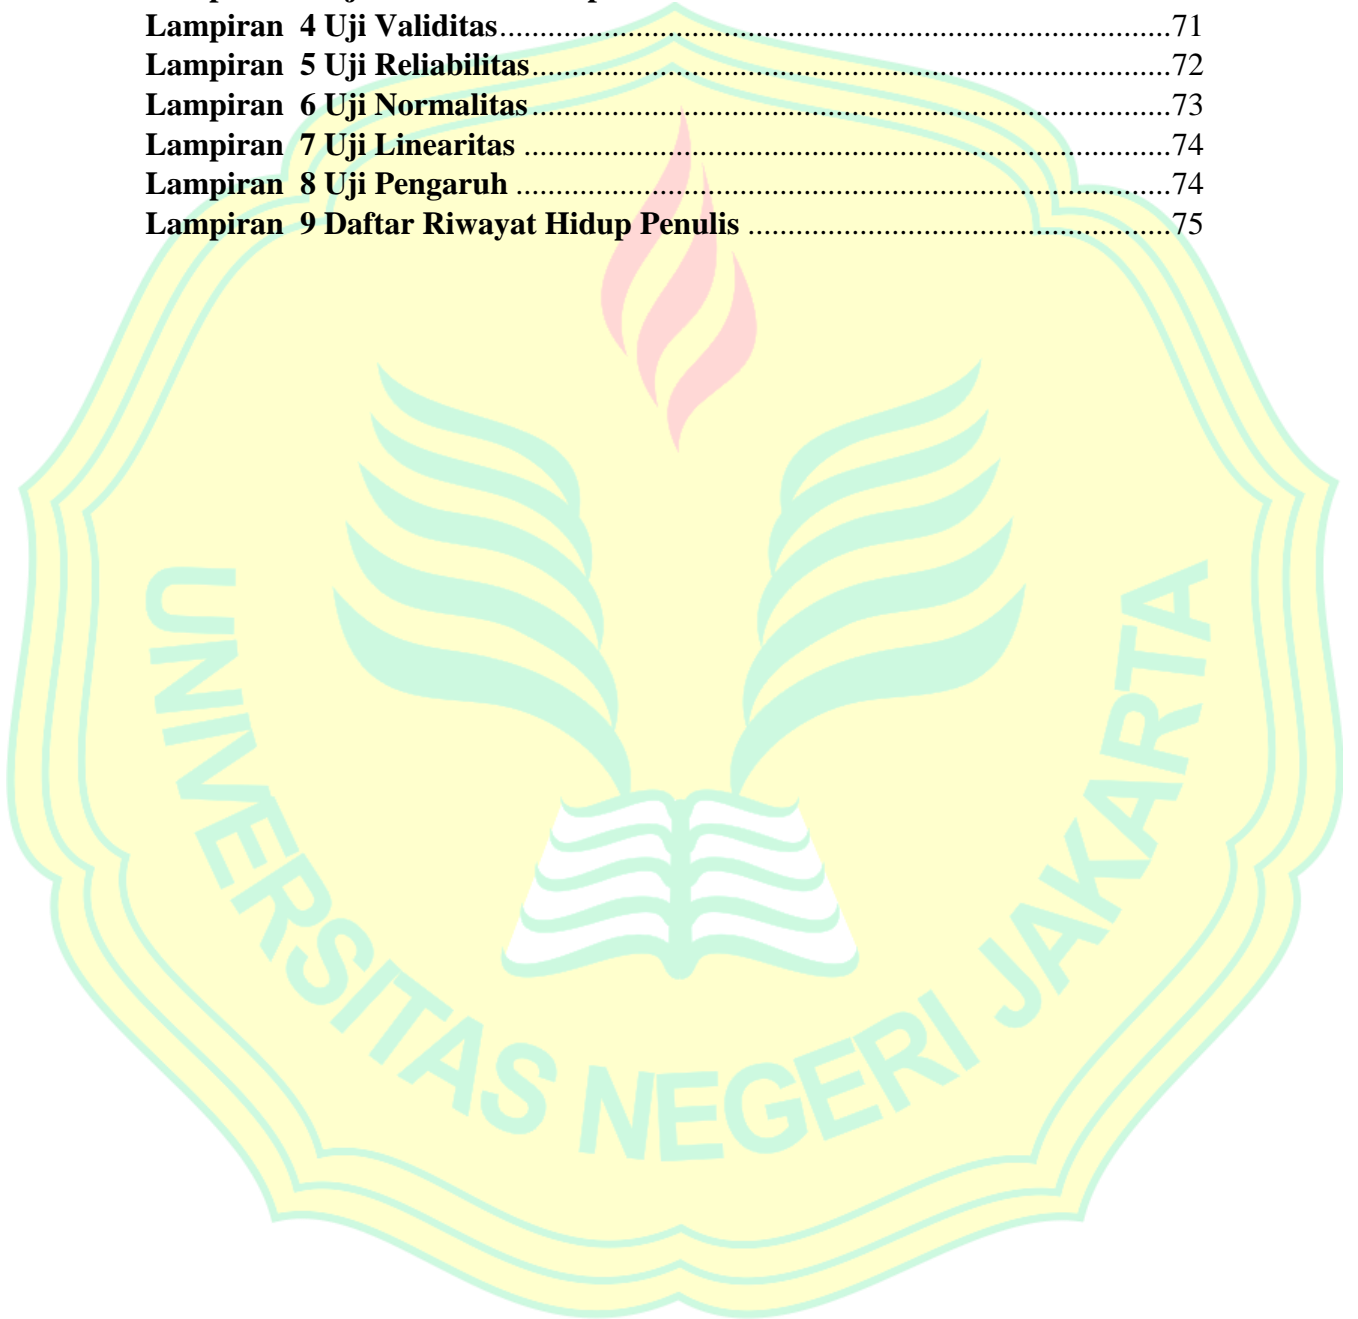 Lampiran  4 Uji Validitas....................................................................................71
Lampiran  5 Uji Reliabilitas................................................................................72
Lampiran  6 Uji Normalitas................................................................................73
Lampiran  7 Uji Linearitas .................................................................................74
Lampiran  8 Uji Pengaruh ..................................................................................74
Lampiran  9 Daftar Riwayat Hidup Penulis .....................................................75
UNIVERSITAS NEGERI JAKARTA